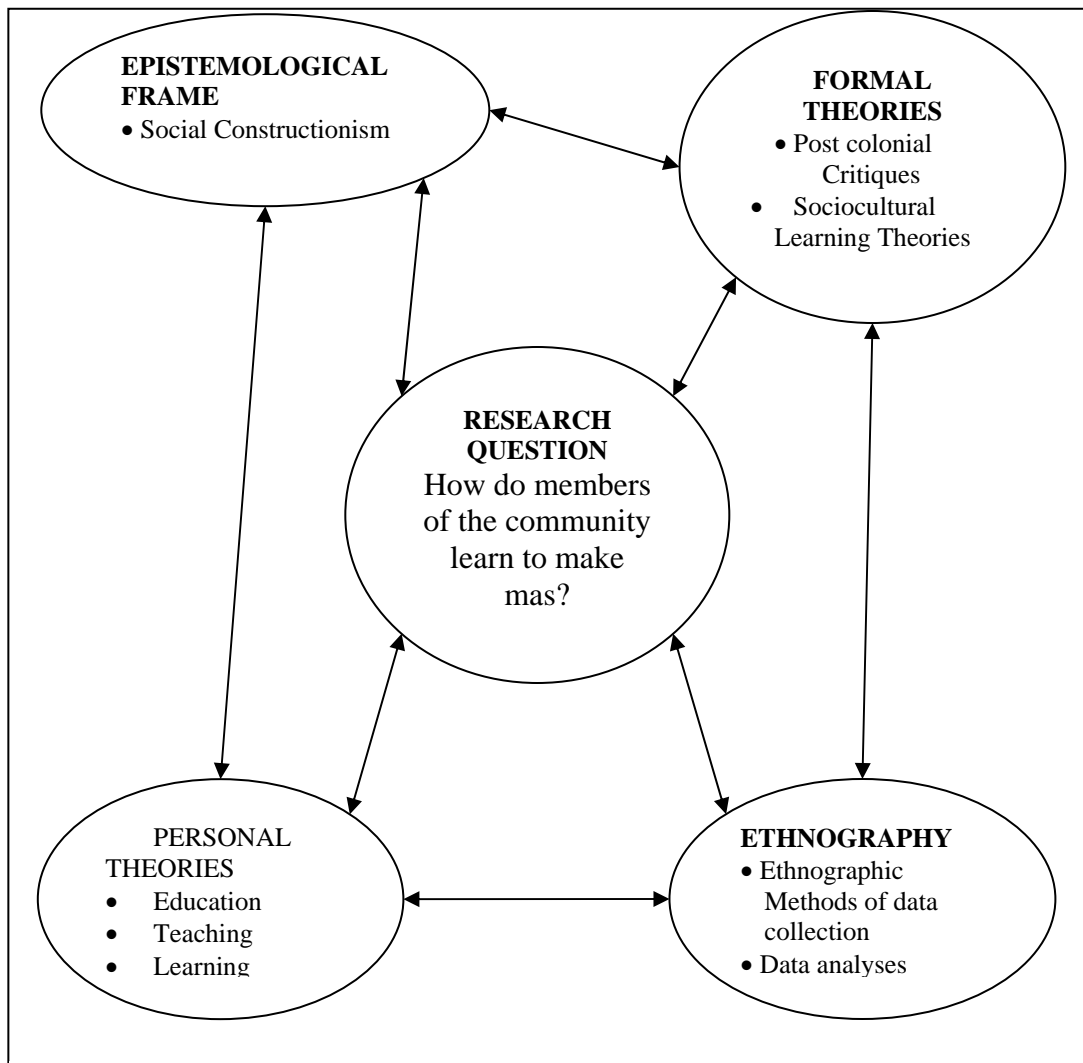 EPISTEMOLOGICAL
FRAME
• Social Constructionism
FORMAL
THEORIES
• Post colonial
Critiques
• Sociocultural
Learning Theories
RESEARCH
QUESTION
How do members
of the community
learn to make
mas?
PERSONAL
THEORIES
• Education
• Teaching
• Learning
ETHNOGRAPHY
• Ethnographic
Methods of data
collection
• Data analyses